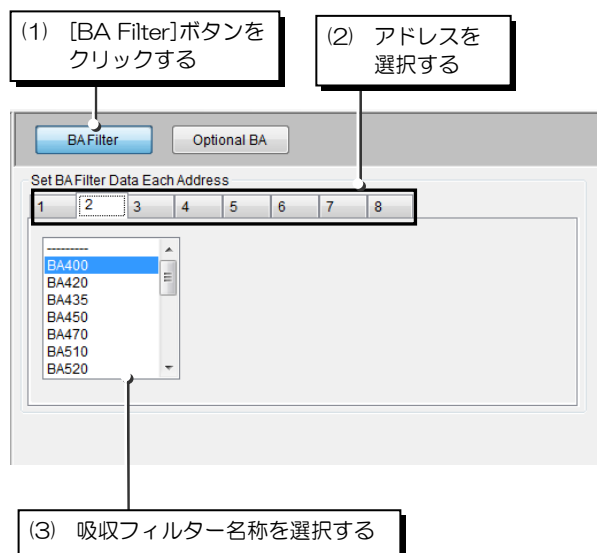 (1) [BA Filter]ボタンを
クリックする
(2) アドレスを
選択する
BA Filter Optional BA
Set BA Filter Data Each Address
1 2 3 4 5 6 7 8
---------
BA400
BA420
BA435
BA450
BA470
BA510
BA520
(3) 吸収フィルター名称を選択する